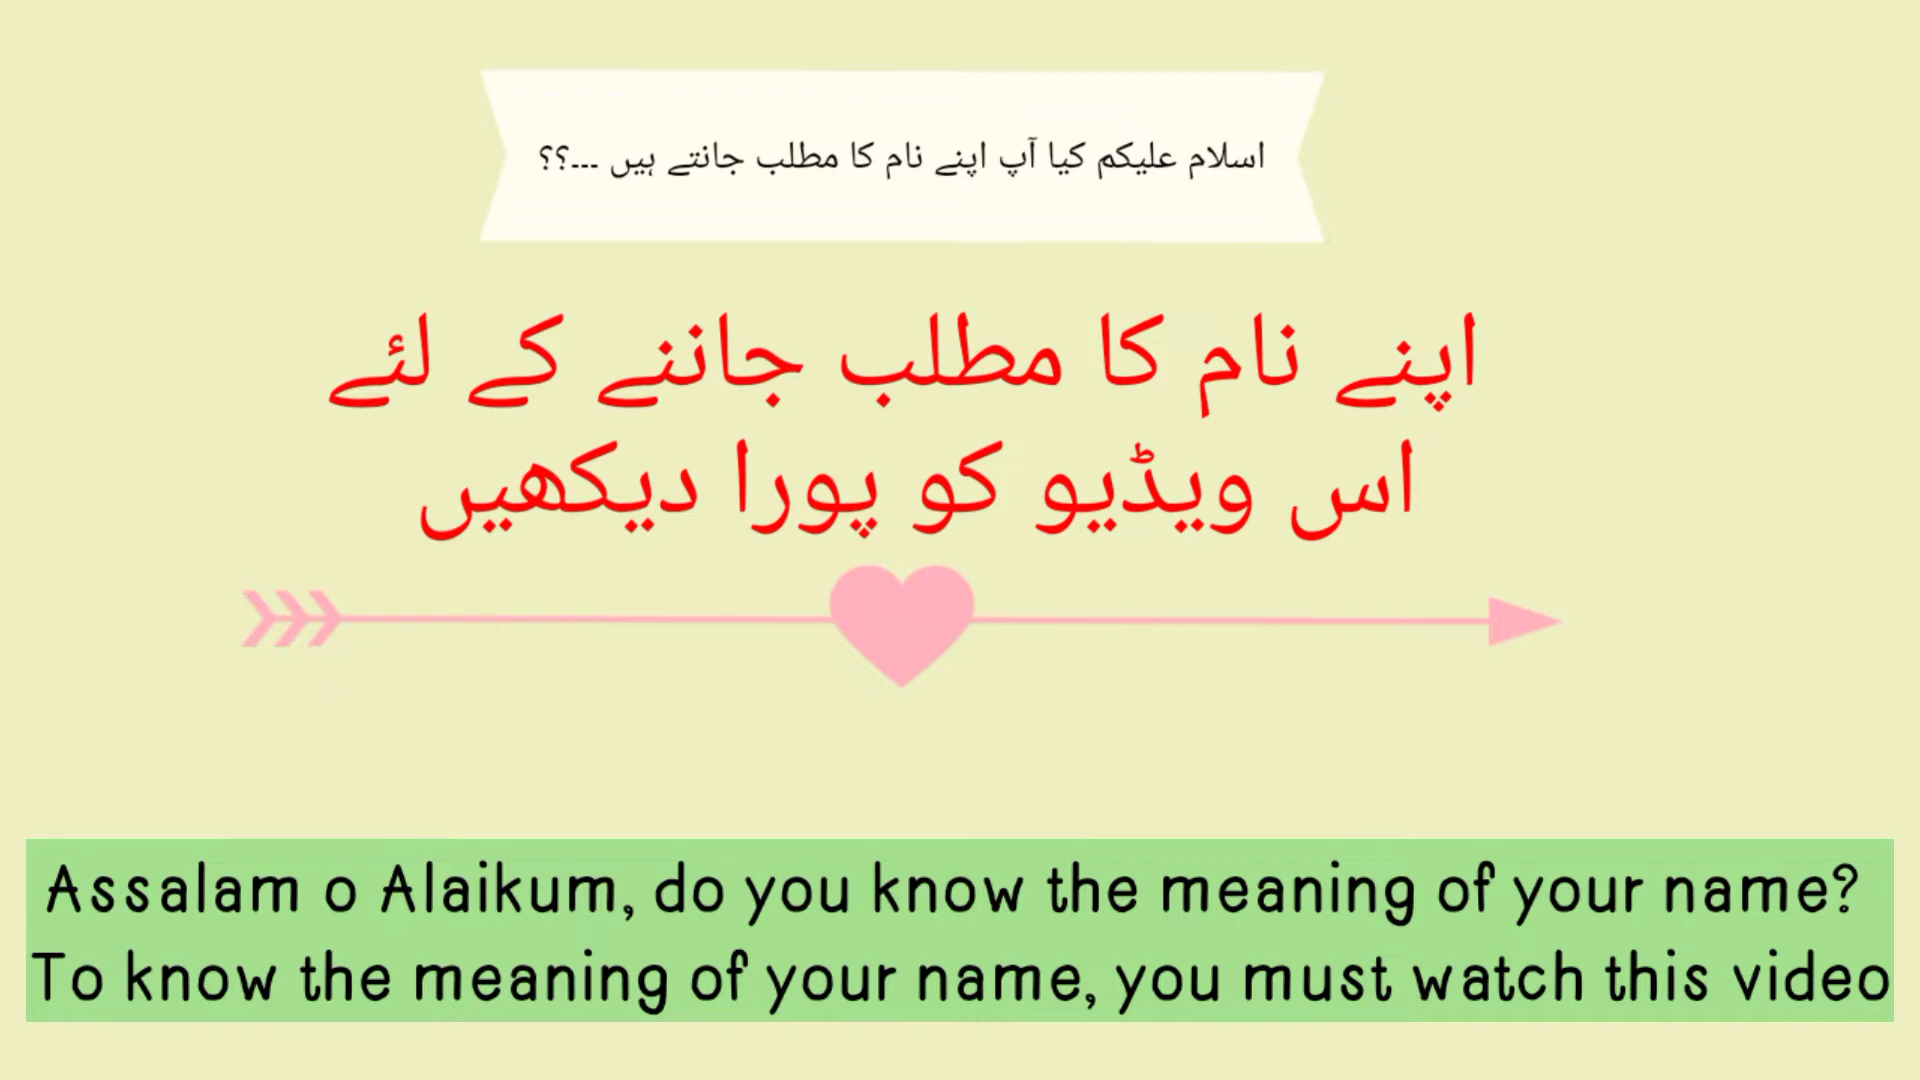 اسلام علیکم کیا آپ اپنے نام کا مطلب جانتے ہیں ---؟؟
اپنے نام کا مطلب جاننے کے لئے
اس ویڈیو کو پورا دیکھیں
Assalam o Alaikum, do you know the meaning of your name?
To know the meaning of your name, you must watch this video